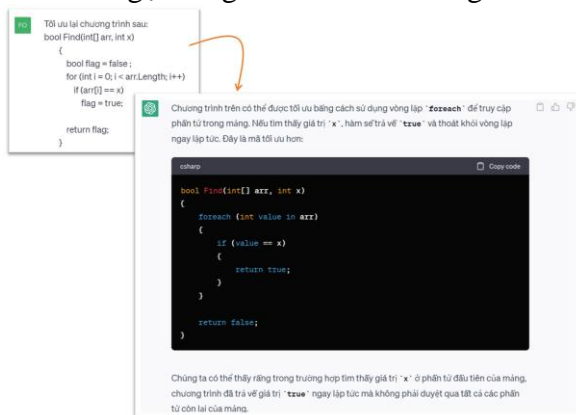 PO
Tối ưu lại chương trình sau:
bool Find(int[] arr, int x)
{
bool flag = false ;
for (int i = 0; i < arr.Length; i++)
if (arr[i] == x)
flag = true;
return flag;
}
Chương trình trên có thể được tối ưu bằng cách sử dụng vòng lặp `foreach` để truy cập
phần tử trong mảng. Nếu tìm thấy giá trị `x`, hàm sẽ trả về `true` và thoát khỏi vòng lặp
ngay lập tức. Đây là mã tối ưu hơn:
csharp
Copy code
bool Find(int[] arr, int x)
{
foreach (int value in arr)
{
if (value == x)
{
return true;
}
}
return false;
}
Chúng ta có thể thấy rằng trong trường hợp tìm thấy giá trị `x` ở phần tử đầu tiên của mảng,
chương trình đã trả về giá trị `true` ngay lập tức mà không phải duyệt qua tất cả các phần
tử còn lại của mảng.